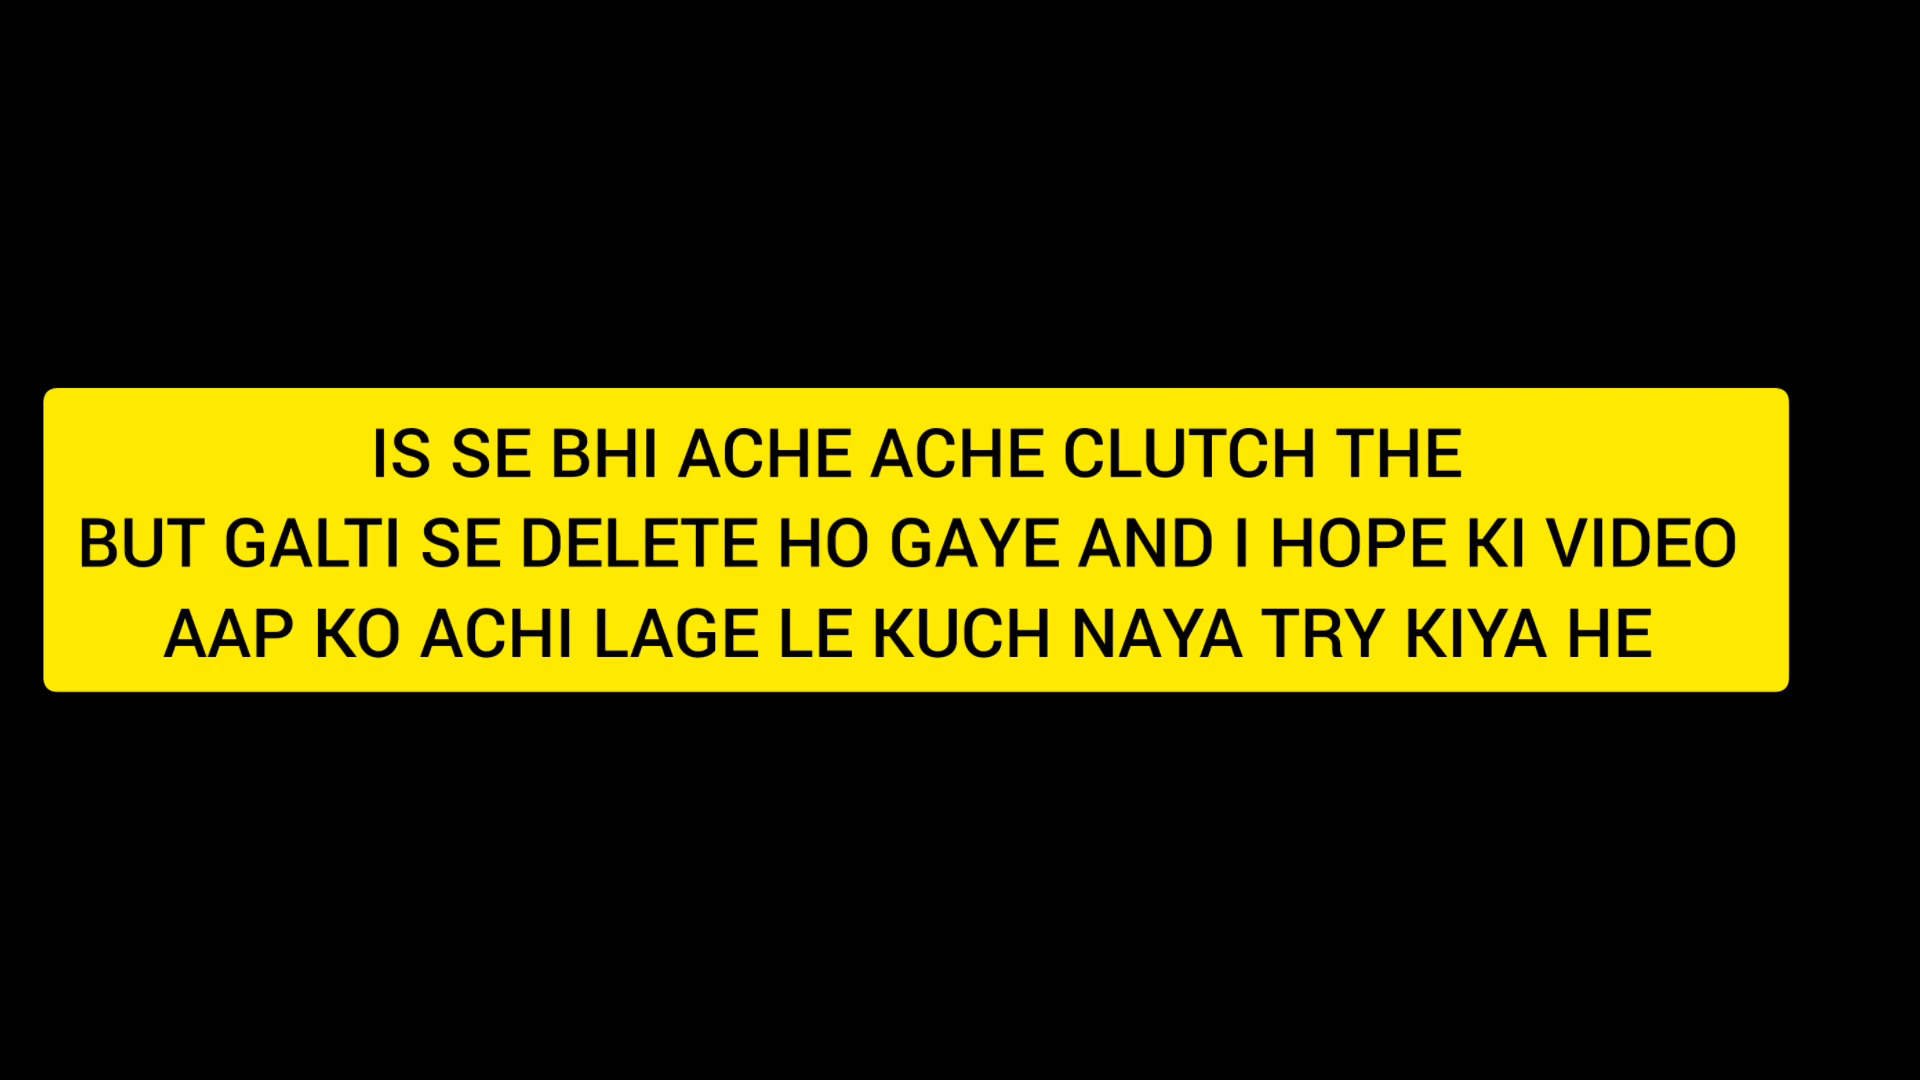 IS SE BHI ACHE ACHE CLUTCH THE
BUT GALTI SE DELETE HO GAYE AND I HOPE KI VIDEO
AAP KO ACHI LAGE LE KUCH NAYA TRY KIYA HE